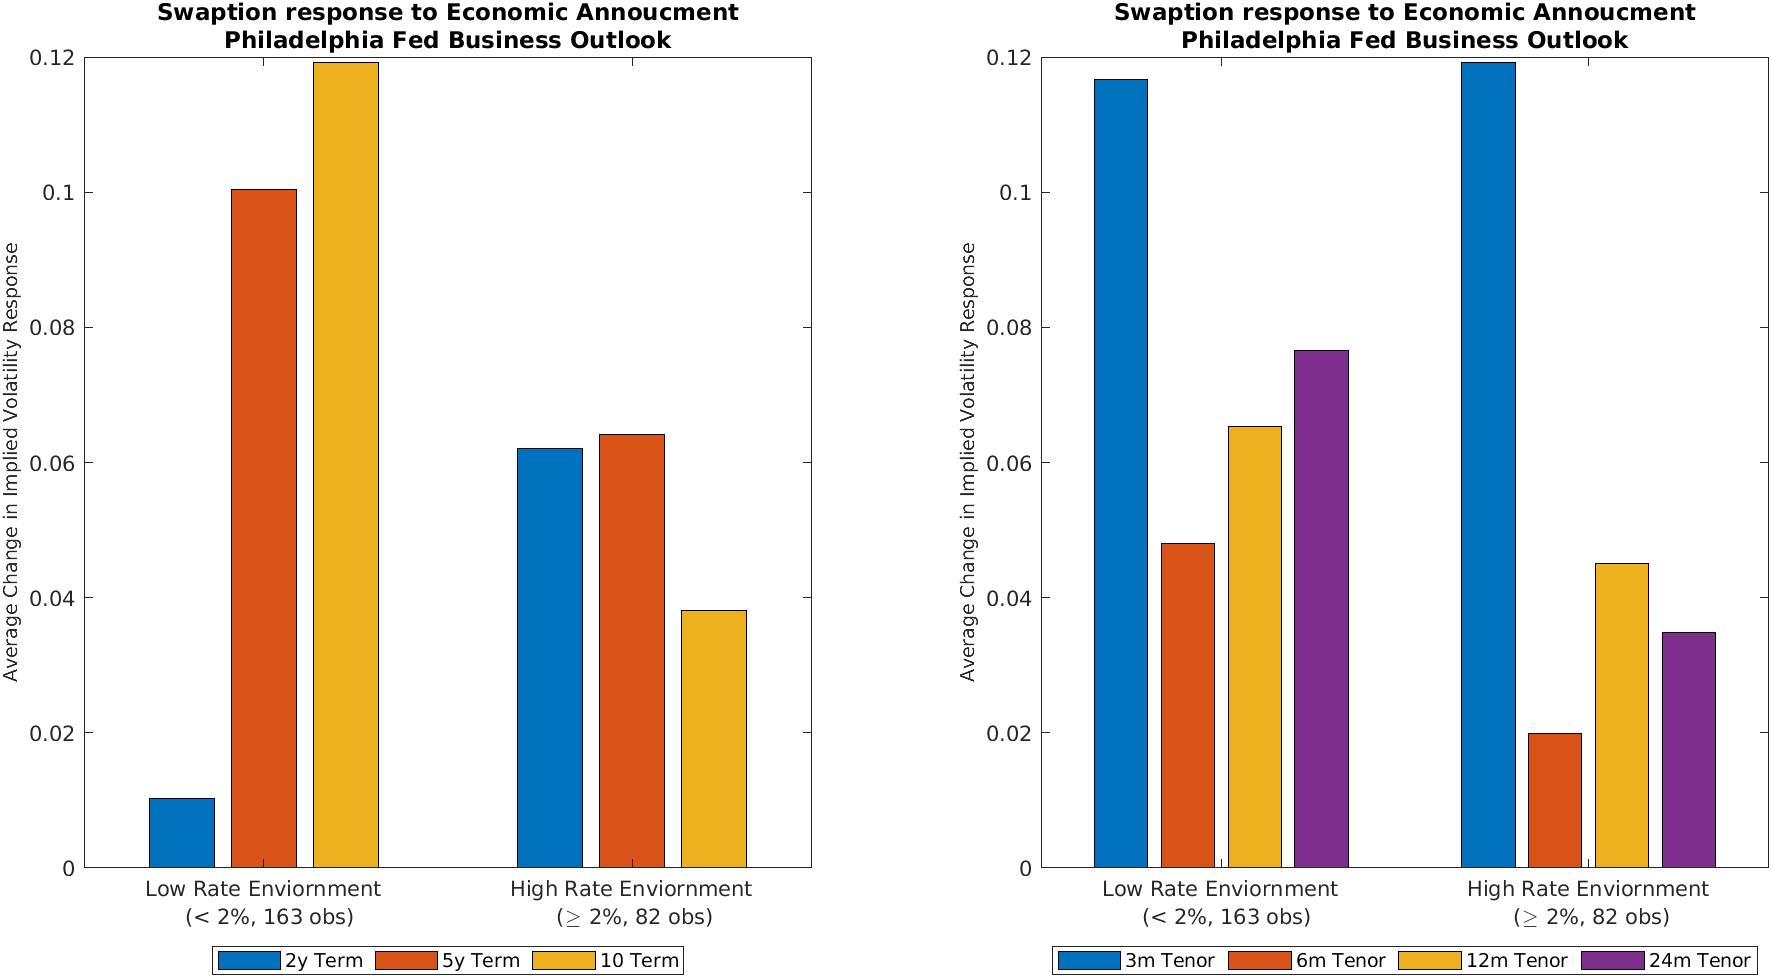 Swaption response to Economic Annoucment
Philadelphia Fed Business Outlook
Average Change in Implied Volatility Response
0.12
0.1
0.08
0.06
0.04
0.02
0
Low Rate Enviornment
(< 2%, 163 obs)
High Rate Enviornment
(≥ 2%, 82 obs)
2y Term 5y Term 10 Term
Swaption response to Economic Annoucment
Philadelphia Fed Business Outlook
Average Change in Implied Volatility Response
0.12
0.1
0.08
0.06
0.04
0.02
0
Low Rate Enviornment
(< 2%, 163 obs)
High Rate Enviornment
(≥ 2%, 82 obs)
3m Tenor 6m Tenor 12m Tenor 24m Tenor